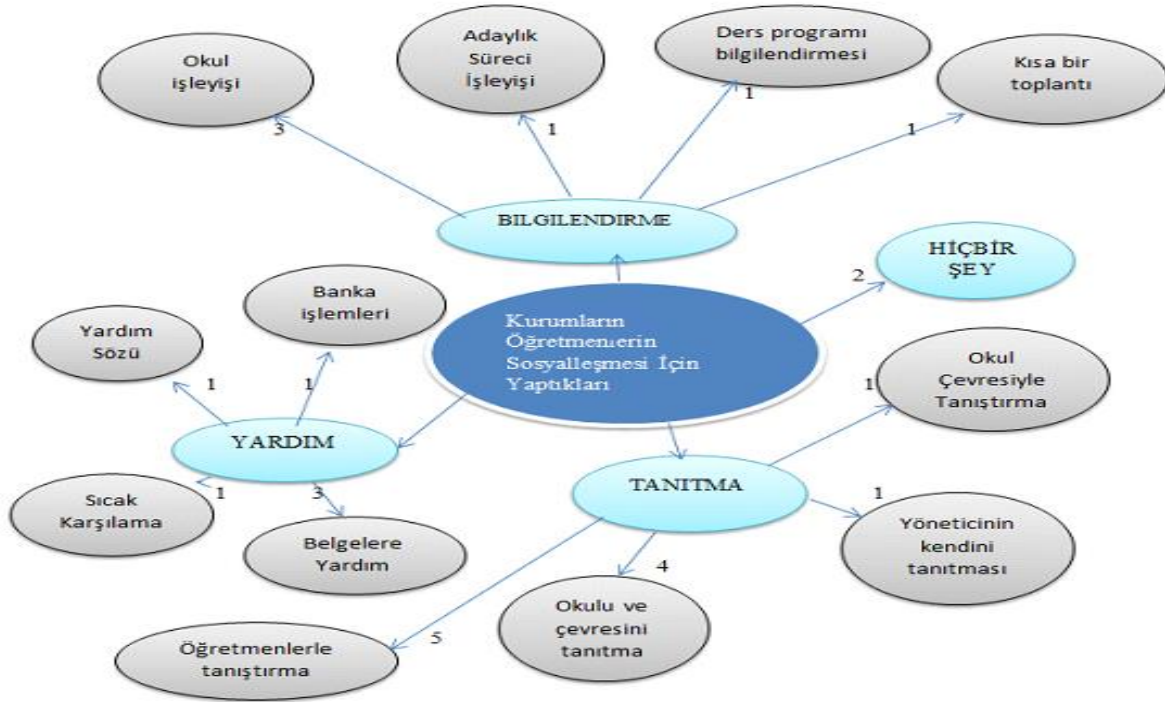 Okul
işleyişi
Adaylık
Süreci
İşleyişi
Ders programı
bilgilendirmesi
Kısa bir
toplantı
3
1
1
1
BILGILENDIRME
HİÇBİR
ŞEY
2
Kurumların
Öğretmenlerin
Sosyalleşmesi İçin
Yaptıkları
Banka
işlemleri
Yardım
Sözü
1
1
YARDIM
Okul
Çevresiyle
Tanıştırma
1
Sıcak
Karşılama
1
3
Belgelere
Yardım
TANITMA
1
Yöneticinin
kendini
tanıtması
4
Okulu ve
çevresini
tanıtma
5
Öğretmenlerle
tanıştırma